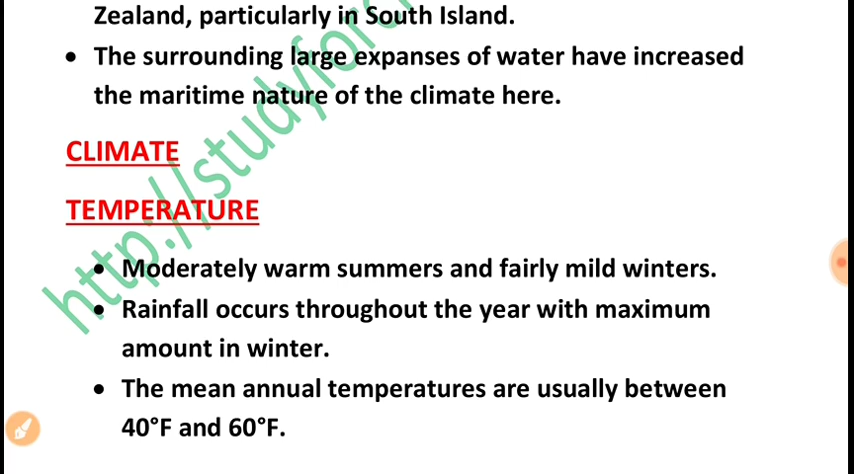 Zealand, particularly in South Island.
• The surrounding large expanses of water have increased
the maritime nature of the climate here.
CLIMATE
TEMPERATURE
• Moderately warm summers and fairly mild winters.
• Rainfall occurs throughout the year with maximum
amount in winter.
• The mean annual temperatures are usually between
40°F and 60°F.
http://studyfor